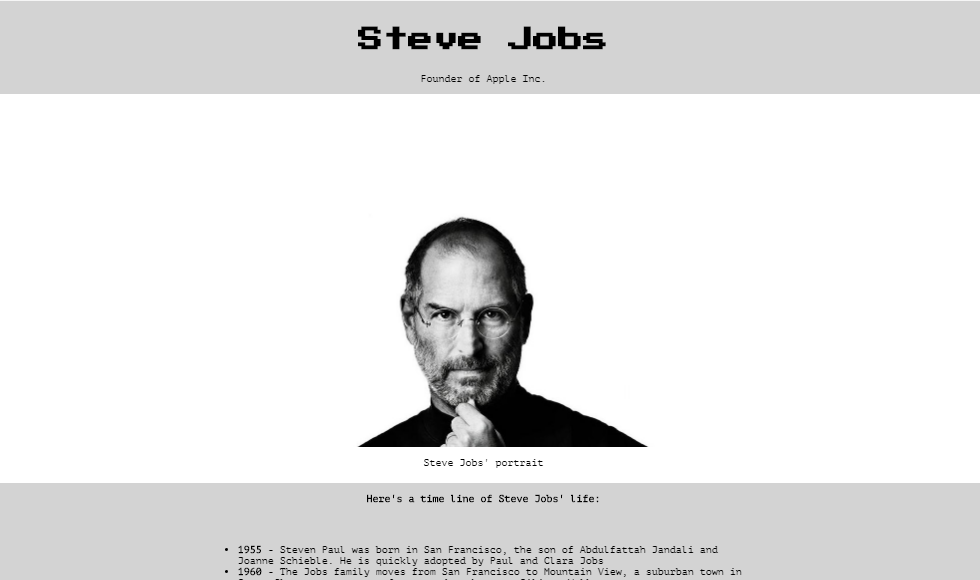 Steve Jobs
Founder of Apple Inc.
Steve Jobs' portrait
Here's a time line of Steve Jobs' life:
• 1955 - Steven Paul was born in San Francisco, the son of Abdulfattah Jandali and
Joanne Schieble. He is quickly adopted by Paul and Clara Jobs
• 1960 - The Jobs family moves from San Francisco to Mountain View, a suburban town in